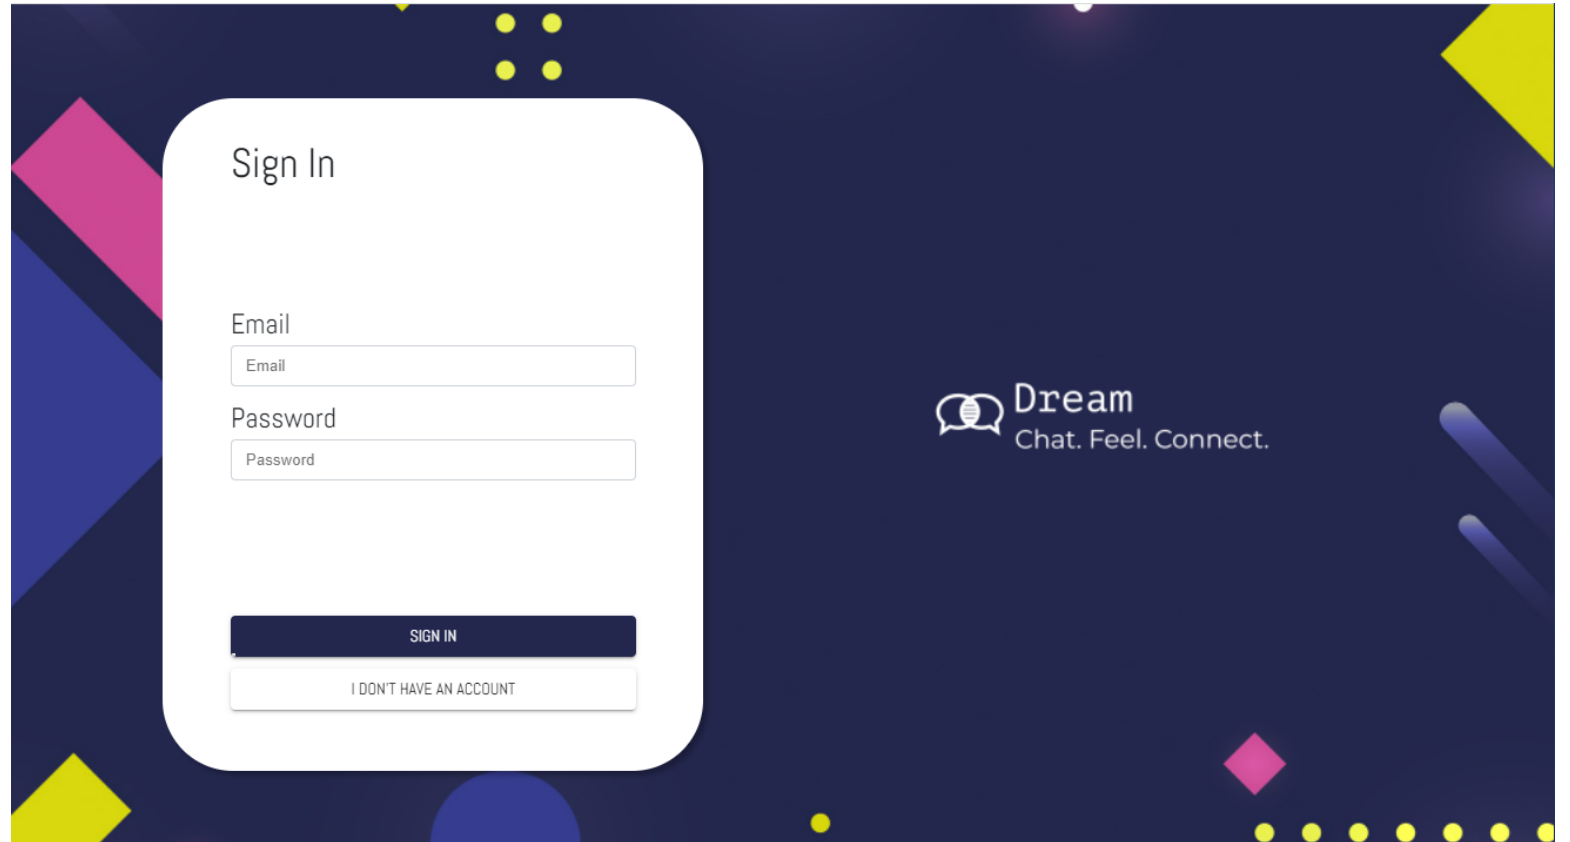 Sign In
Email
Email
Password
Password
SIGN IN
I DON'T HAVE AN ACCOUNT
Dream
Chat. Feel. Connect.